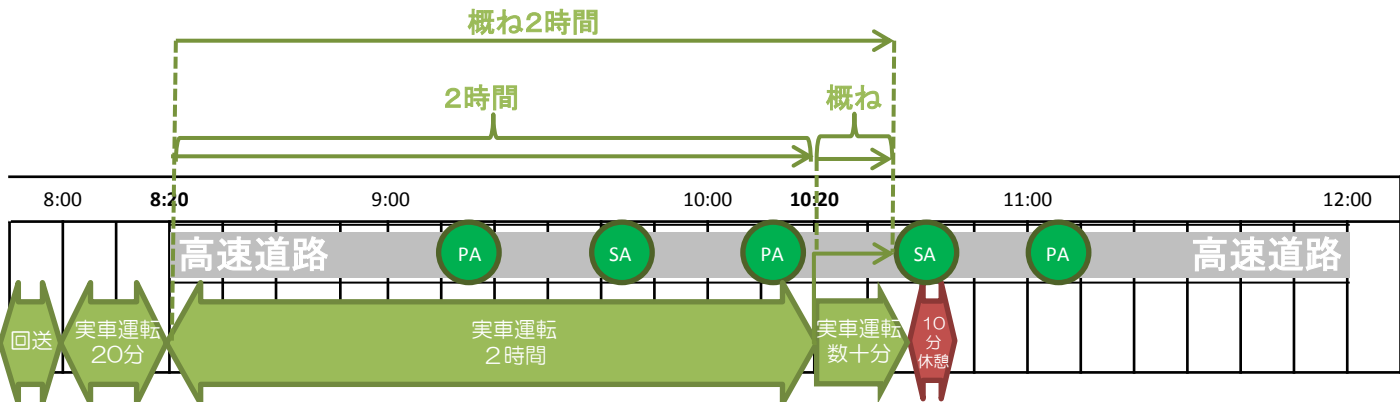 概ね2時間
2時間
概ね
8:00
8:20
9:00
10:00
10:20
11:00
12:00
高速道路
PA
SA
PA
SA
PA
高速道路
回送
実車運転
20分
実車運転
2時間
実車運転
数十分
10
分
休憩